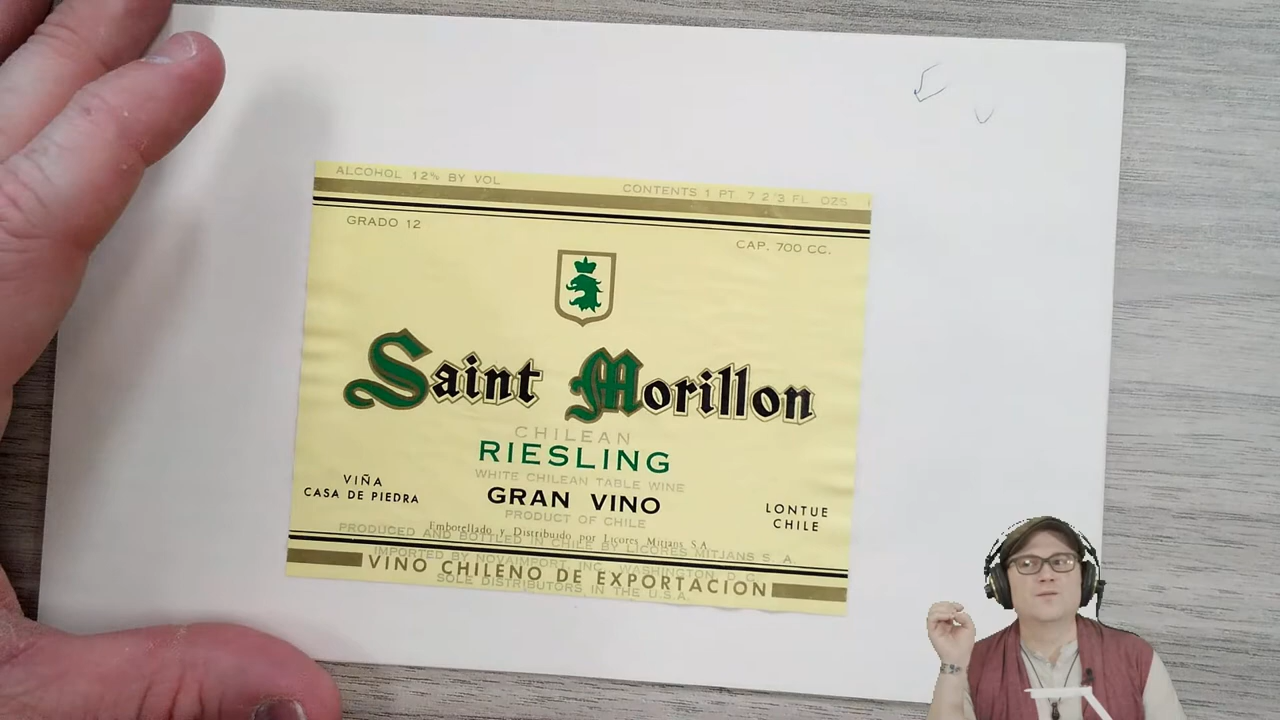 ALCOHOL 12% BY VOL
CONTENTS 1 PT 7 2/3 FL OZS
GRADO 12
CAP. 700 CC.
Saint Morillon
CHILEAN
RIESLING
WHITE CHILEAN TABLE WINE
VIÑA
CASA DE PIEDRA
GRAN VINO
LONTUE
CHILE
PRODUCT OF CHILE
Embotellado y Distribuido por Licores Mitjans S.A.
PRODUCED AND BOTTLED IN CHILE BY LICORES MITJANS S. A
IMPORTED BY NOVAIMPORT INC. WASHINGTON D.C.
VINO CHILENO DE EXPORTACION
SOLE DISTRIBUTORS IN THE U.S.A.